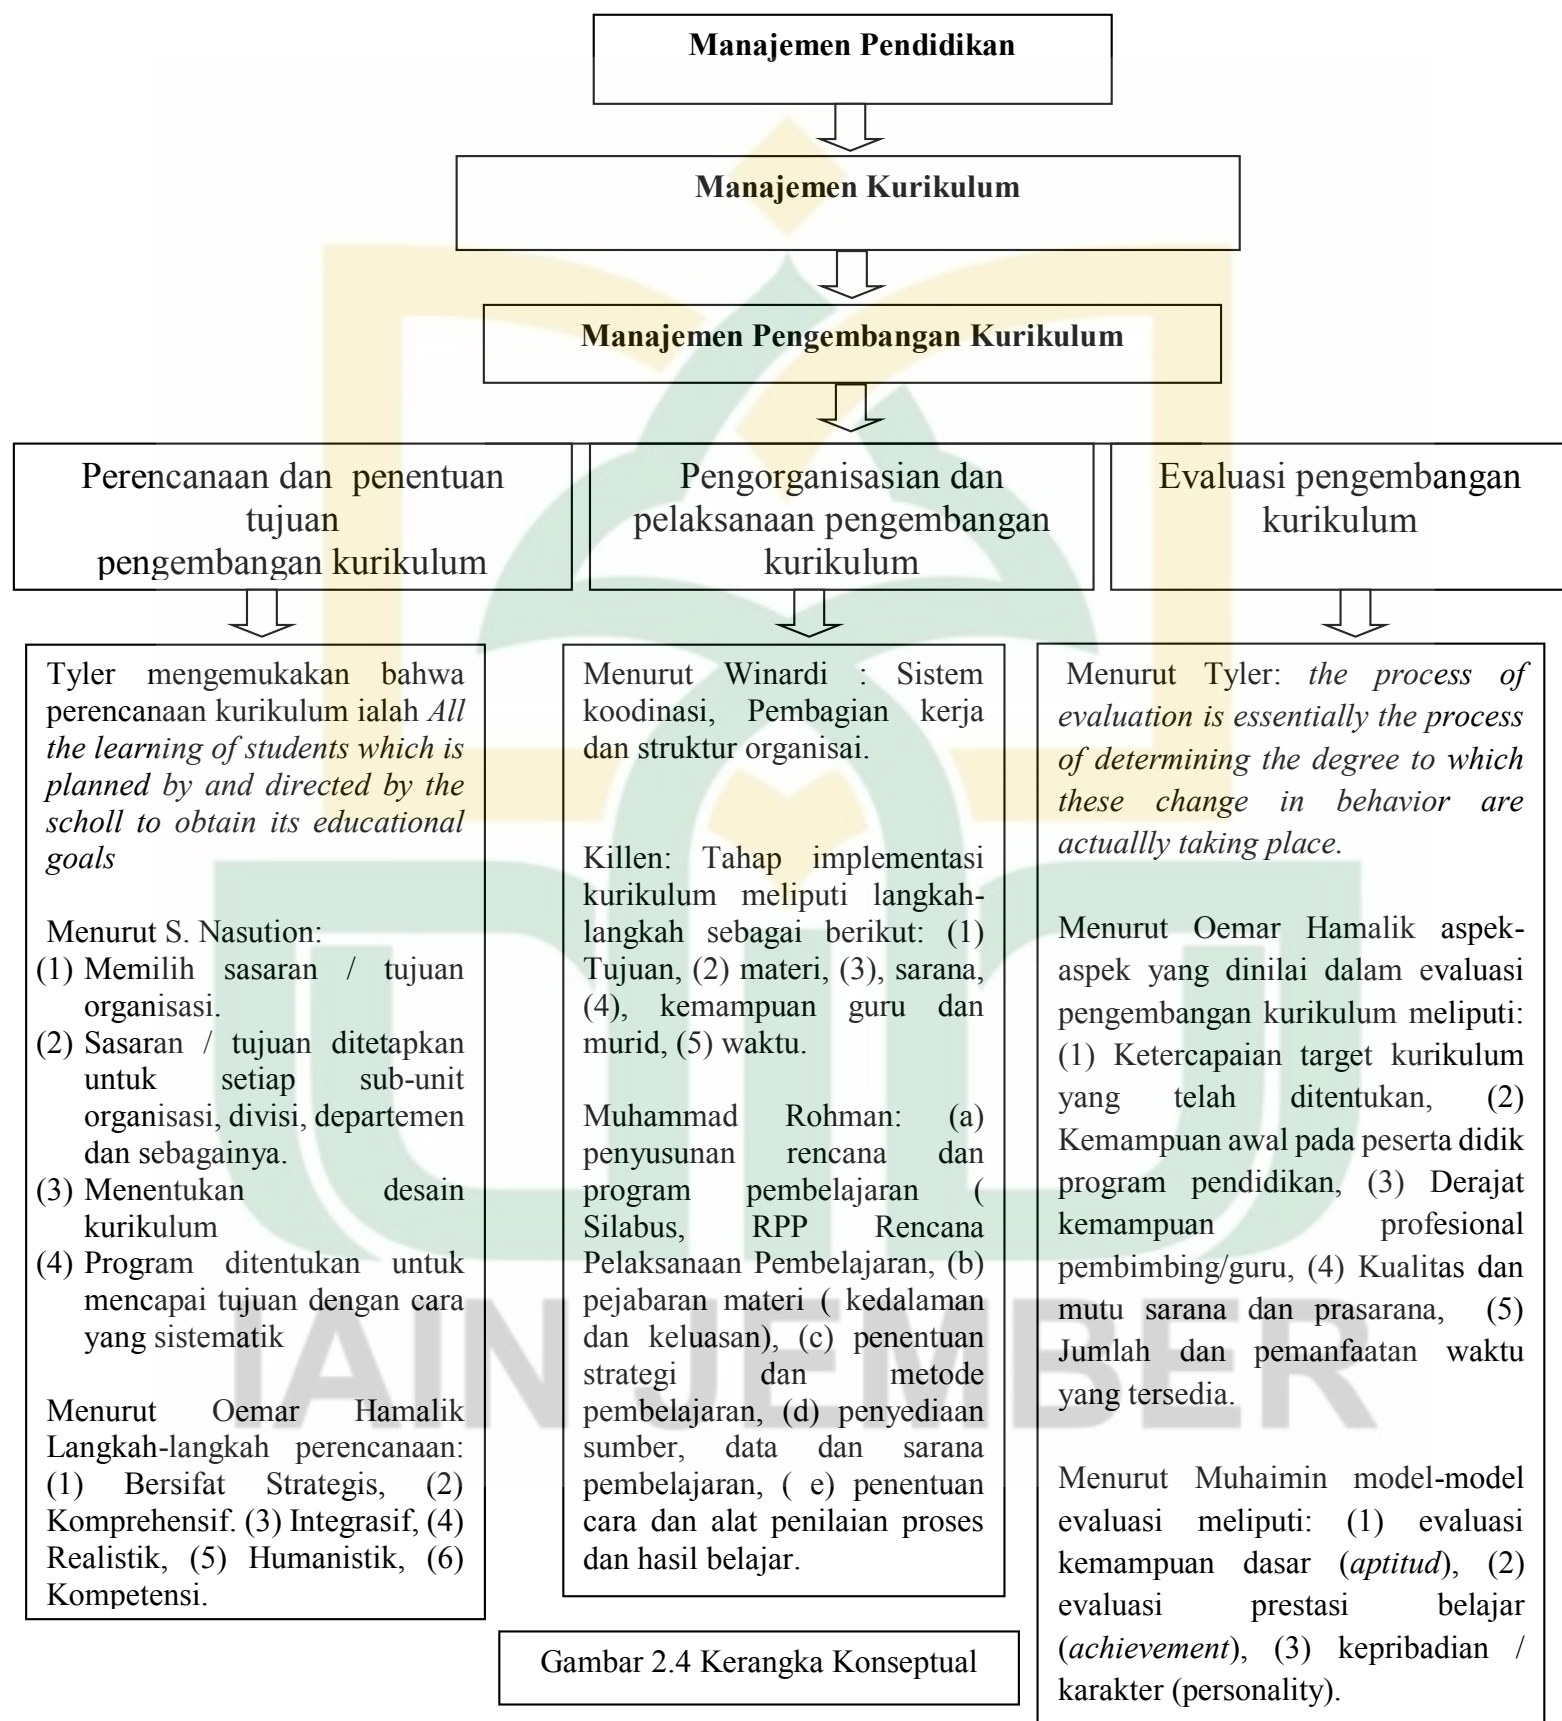 Manajemen Pendidikan
Manajemen Kurikulum
Manajemen Pengembangan Kurikulum
Perencanaan dan penentuan
tujuan
pengembangan kurikulum
Pengorganisasian dan
pelaksanaan pengembangan
kurikulum
Evaluasi pengembangan
kurikulum
Tyler mengemukakan bahwa
perencanaan kurikulum ialah All
the learning of students which is
planned by and directed by the
scholl to obtain its educational
goals
Menurut S. Nasution:
(1) Memilih sasaran / tujuan
organisasi.
(2) Sasaran / tujuan ditetapkan
untuk setiap sub-unit
organisasi, divisi, departemen
dan sebagainya.
(3) Menentukan desain
kurikulum
(4) Program ditentukan untuk
mencapai tujuan dengan cara
yang sistematik
Menurut Oemar Hamalik
Langkah-langkah perencanaan:
(1) Bersifat Strategis, (2)
Komprehensif. (3) Integrasif, (4)
Realistik, (5) Humanistik, (6)
Kompetensi.
Menurut Winardi : Sistem
koodinasi, Pembagian kerja
dan struktur organisai.
Killen: Tahap implementasi
kurikulum meliputi langkah-
langkah sebagai berikut: (1)
Tujuan, (2) materi, (3), sarana,
(4), kemampuan guru dan
murid, (5) waktu.
Muhammad Rohman: (a)
penyusunan rencana dan
program pembelajaran (
Silabus, RPP Rencana
Pelaksanaan Pembelajaran, (b)
pejabaran materi ( kedalaman
dan keluasan), (c) penentuan
strategi dan metode
pembelajaran, (d) penyediaan
sumber, data dan sarana
pembelajaran, ( e) penentuan
cara dan alat penilaian proses
dan hasil belajar.
Menurut Tyler: the process of
evaluation is essentially the process
of determining the degree to which
these change in behavior are
actuallly taking place.
Menurut Oemar Hamalik aspek-
aspek yang dinilai dalam evaluasi
pengembangan kurikulum meliputi:
(1) Ketercapaian target kurikulum
yang telah ditentukan, (2)
Kemampuan awal pada peserta didik
program pendidikan, (3) Derajat
kemampuan profesional
pembimbing/guru, (4) Kualitas dan
mutu sarana dan prasarana, (5)
Jumlah dan pemanfaatan waktu
yang tersedia.
Menurut Muhaimin model-model
evaluasi meliputi: (1) evaluasi
kemampuan dasar (aptitud), (2)
evaluasi prestasi belajar
(achievement), (3) kepribadian /
karakter (personality).
Gambar 2.4 Kerangka Konseptual
IAIN JEMBER